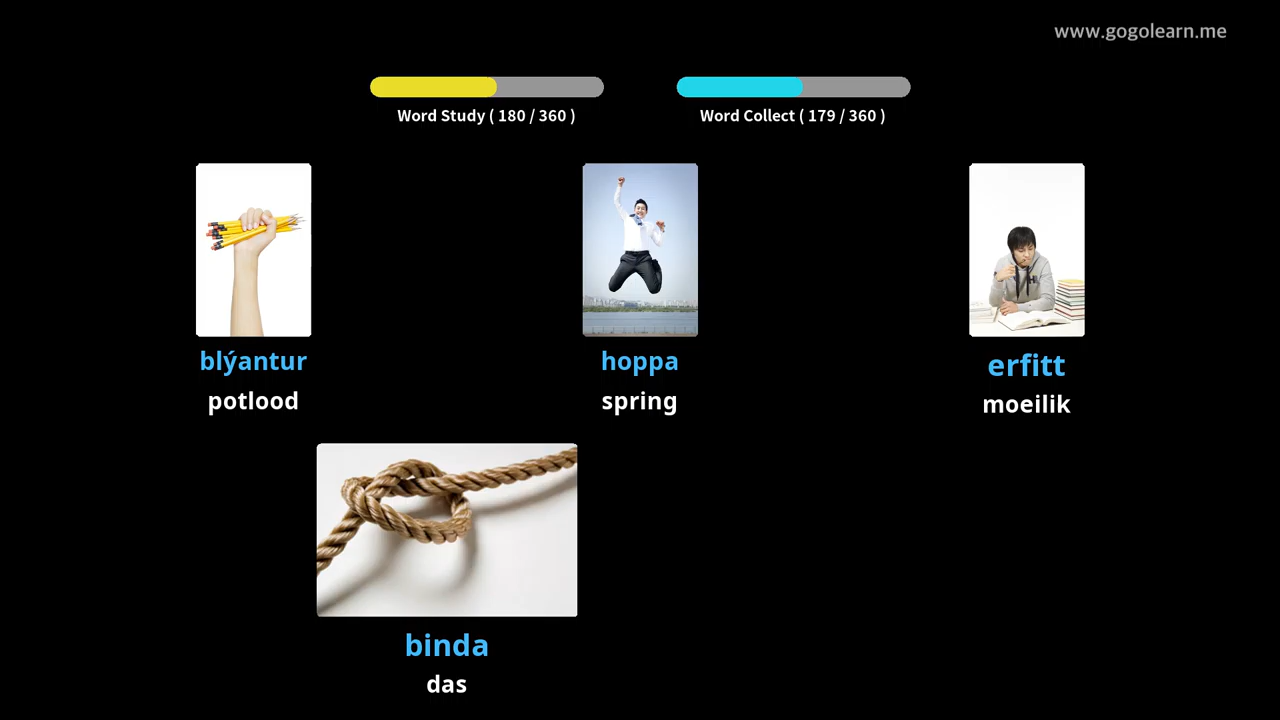 www.gogolearn.me
Word Study ( 180 / 360 )
Word Collect ( 179 / 360 )
blýantur
potlood
hoppa
spring
erfitt
moeilik
binda
das